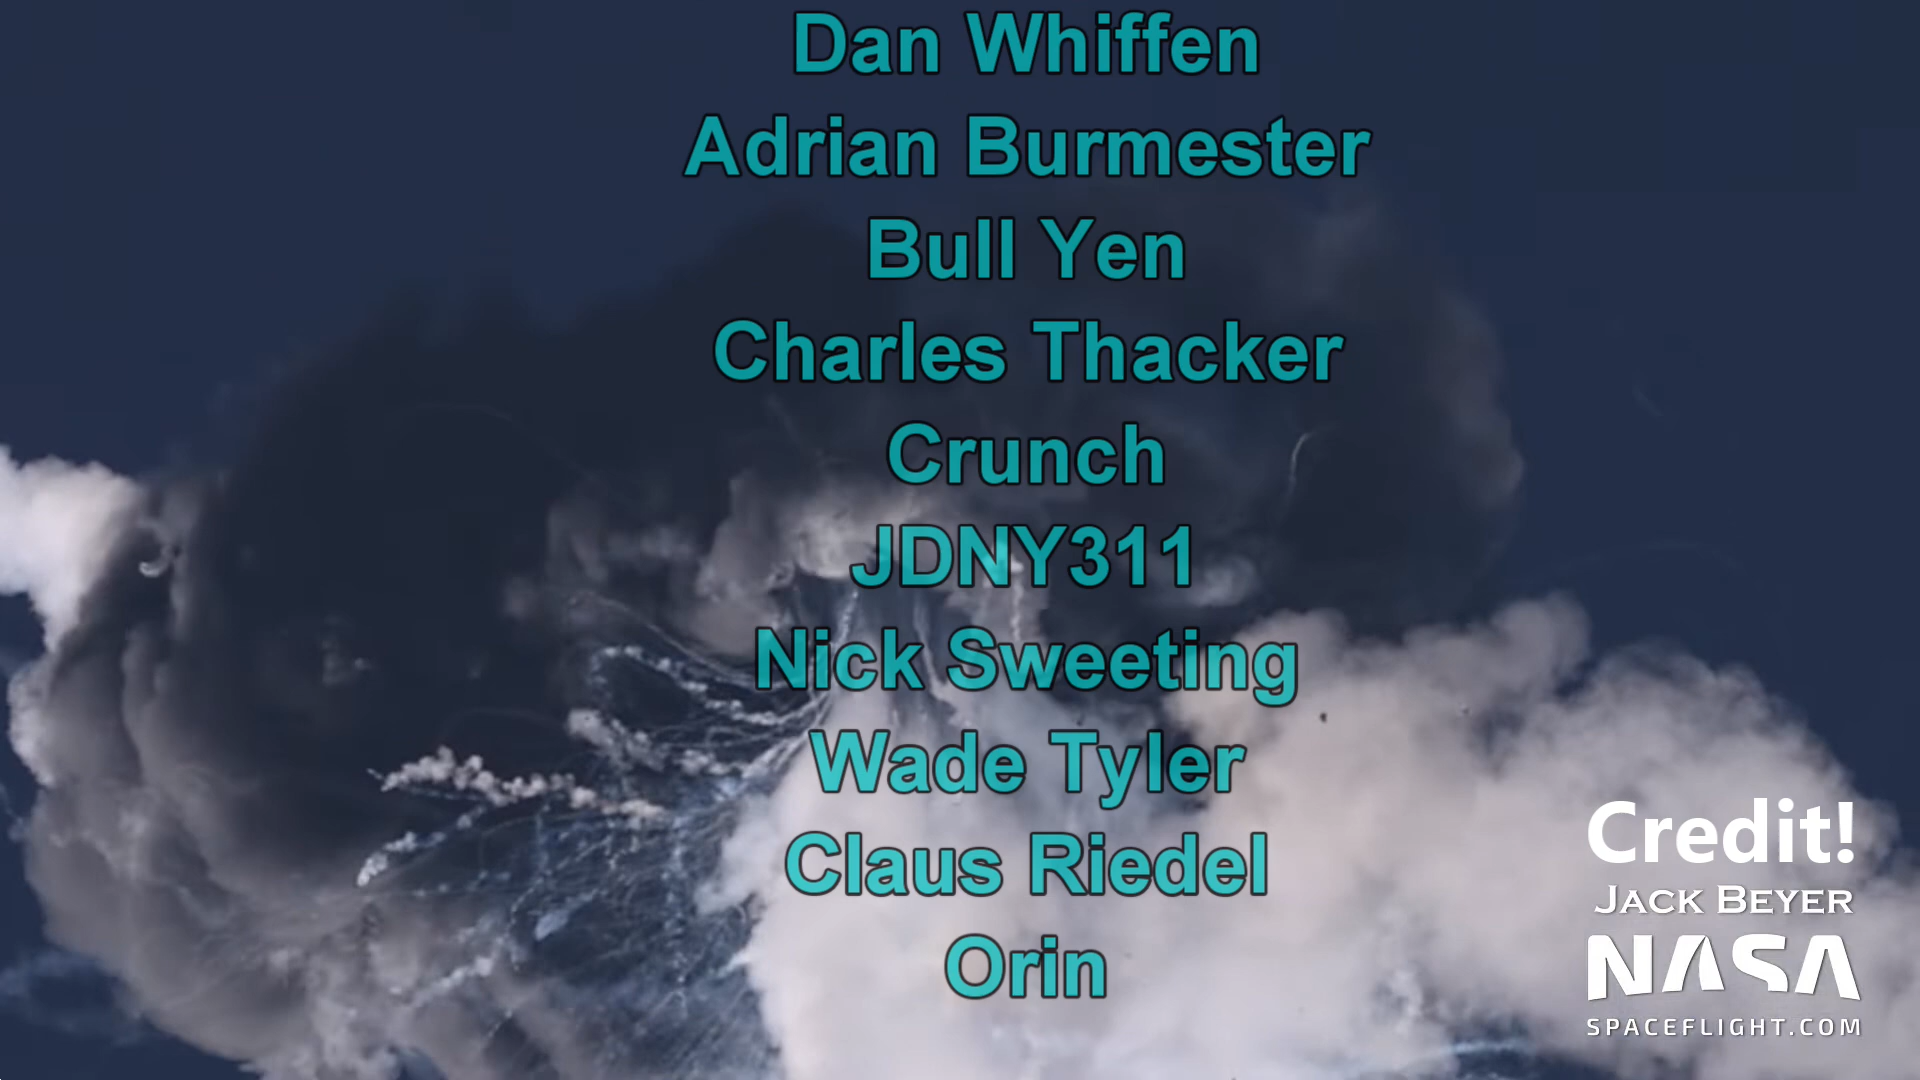 Dan Whiffen
Adrian Burmester
Bull Yen
Charles Thacker
Crunch
JDNY311
Nick Sweeting
Wade Tyler
Claus Riedel
Orin
Credit!
JACK BEYER
NASA
SPACEFLIGHT.COM